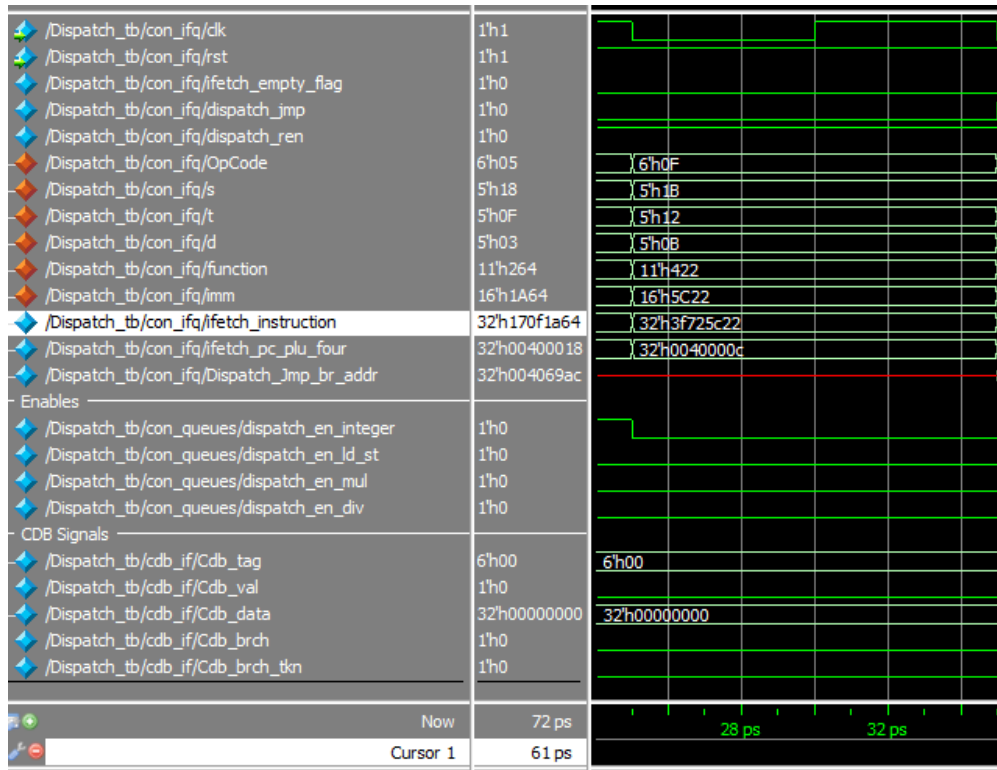 /Dispatch_tb/con_ifq/clk 1'h1
/Dispatch_tb/con_ifq/rst 1'h1
/Dispatch_tb/con_ifq/ifetch_empty_flag 1'h0
/Dispatch_tb/con_ifq/dispatch_jmp 1'h0
/Dispatch_tb/con_ifq/dispatch_ren 1'h0
/Dispatch_tb/con_ifq/OpCode 6'h05 6'h0F
/Dispatch_tb/con_ifq/s 5'h18 5'h1B
/Dispatch_tb/con_ifq/t 5'h0F 5'h12
/Dispatch_tb/con_ifq/d 5'h03 5'h0B
/Dispatch_tb/con_ifq/function 11'h264 11'h422
/Dispatch_tb/con_ifq/imm 16'h1A64 16'h5C22
/Dispatch_tb/con_ifq/ifetch_instruction 32'h170f1a64 32'h3f725c22
/Dispatch_tb/con_ifq/ifetch_pc_plu_four 32'h00400018 32'h0040000c
/Dispatch_tb/con_ifq/Dispatch_Jmp_br_addr 32'h004069ac
Enables
/Dispatch_tb/con_queues/dispatch_en_integer 1'h0
/Dispatch_tb/con_queues/dispatch_en_ld_st 1'h0
/Dispatch_tb/con_queues/dispatch_en_mul 1'h0
/Dispatch_tb/con_queues/dispatch_en_div 1'h0
CDB Signals
/Dispatch_tb/cdb_if/Cdb_tag 6'h00 6'h00
/Dispatch_tb/cdb_if/Cdb_val 1'h0
/Dispatch_tb/cdb_if/Cdb_data 32'h00000000 32'h00000000
/Dispatch_tb/cdb_if/Cdb_brch 1'h0
/Dispatch_tb/cdb_if/Cdb_brch_tkn 1'h0
Now 72 ps 28 ps 32 ps
Cursor 1 61 ps